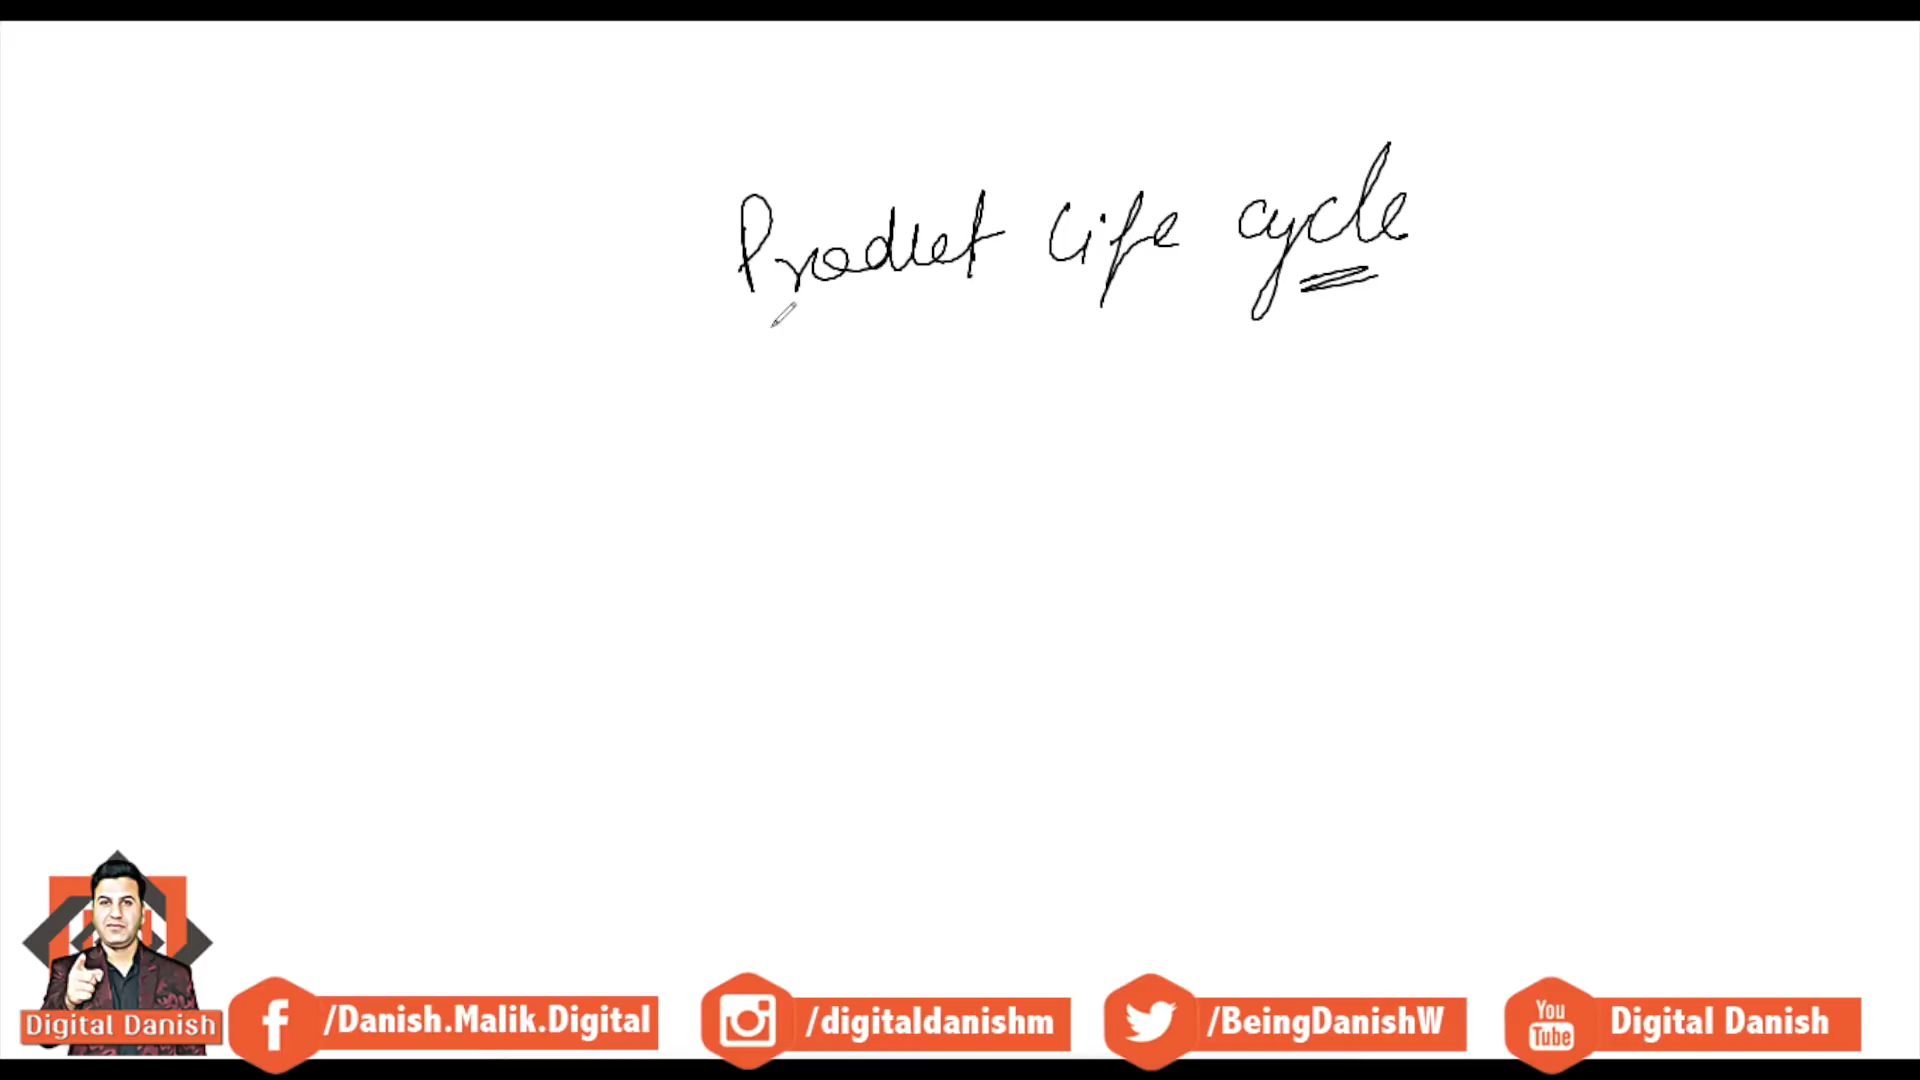 Product Life cycle
Digital Danish
/Danish.Malik.Digital
/digitaldanishm
/BeingDanishW
You
Tube
Digital Danish